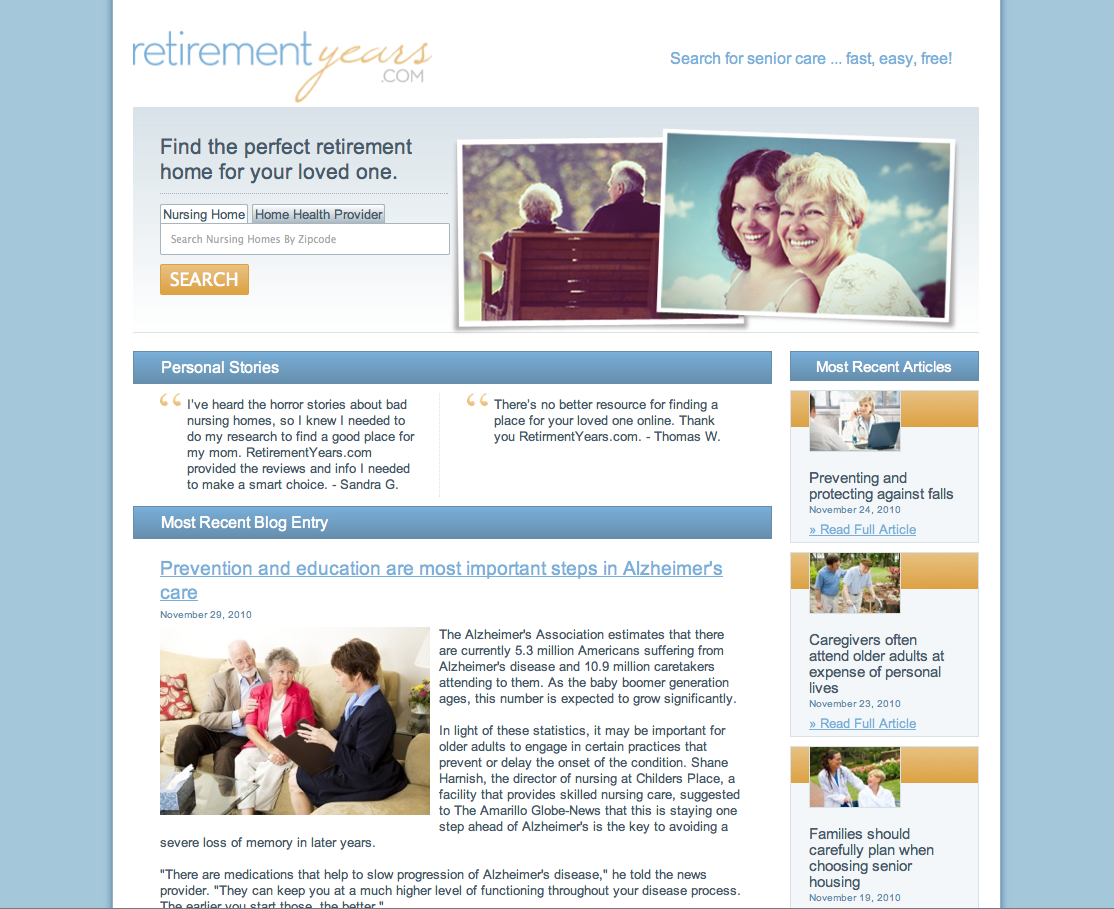 retirementyears
.COM
Search for senior care ... fast, easy, free!
Find the perfect retirement
home for your loved one.
Nursing Home Home Health Provider
Search Nursing Homes By Zipcode
SEARCH
Personal Stories
“ I've heard the horror stories about bad
nursing homes, so I knew I needed to
do my research to find a good place for
my mom. RetirementYears.com
provided the reviews and info I needed
to make a smart choice. - Sandra G.
“ There's no better resource for finding a
place for your loved one online. Thank
you RetirmentYears.com. - Thomas W.
Most Recent Blog Entry
Prevention and education are most important steps in Alzheimer's
care
November 29, 2010
The Alzheimer's Association estimates that there
are currently 5.3 million Americans suffering from
Alzheimer's disease and 10.9 million caretakers
attending to them. As the baby boomer generation
ages, this number is expected to grow significantly.
In light of these statistics, it may be important for
older adults to engage in certain practices that
prevent or delay the onset of the condition. Shane
Harnish, the director of nursing at Childers Place, a
facility that provides skilled nursing care, suggested
to The Amarillo Globe-News that this is staying one
step ahead of Alzheimer's is the key to avoiding a
severe loss of memory in later years.
"There are medications that help to slow progression of Alzheimer's disease," he told the news
provider. "They can keep you at a much higher level of functioning throughout your disease process.
The earlier you start those, the better."
Most Recent Articles
Preventing and
protecting against falls
November 24, 2010
» Read Full Article
Caregivers often
attend older adults at
expense of personal
lives
November 23, 2010
» Read Full Article
Families should
carefully plan when
choosing senior
housing
November 19, 2010